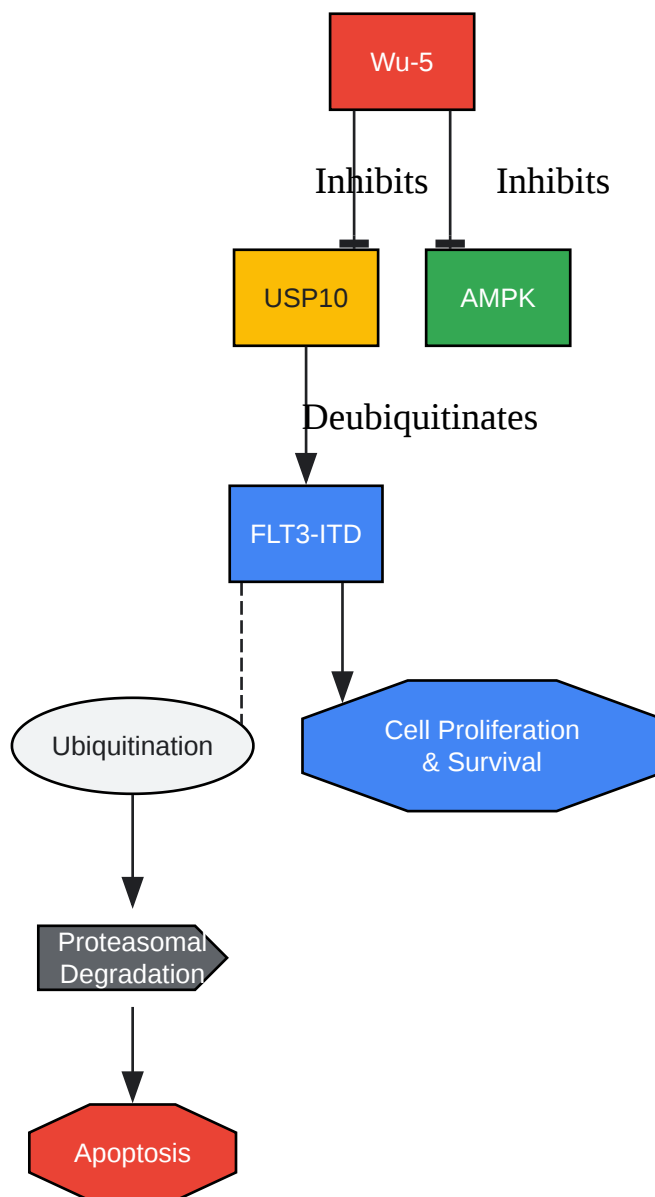 Wu-5
Inhibits
Inhibits
USP10
AMPK
Deubiquitinates
FLT3-ITD
Ubiquitination
Cell Proliferation
& Survival
Proteasomal
Degradation
Apoptosis